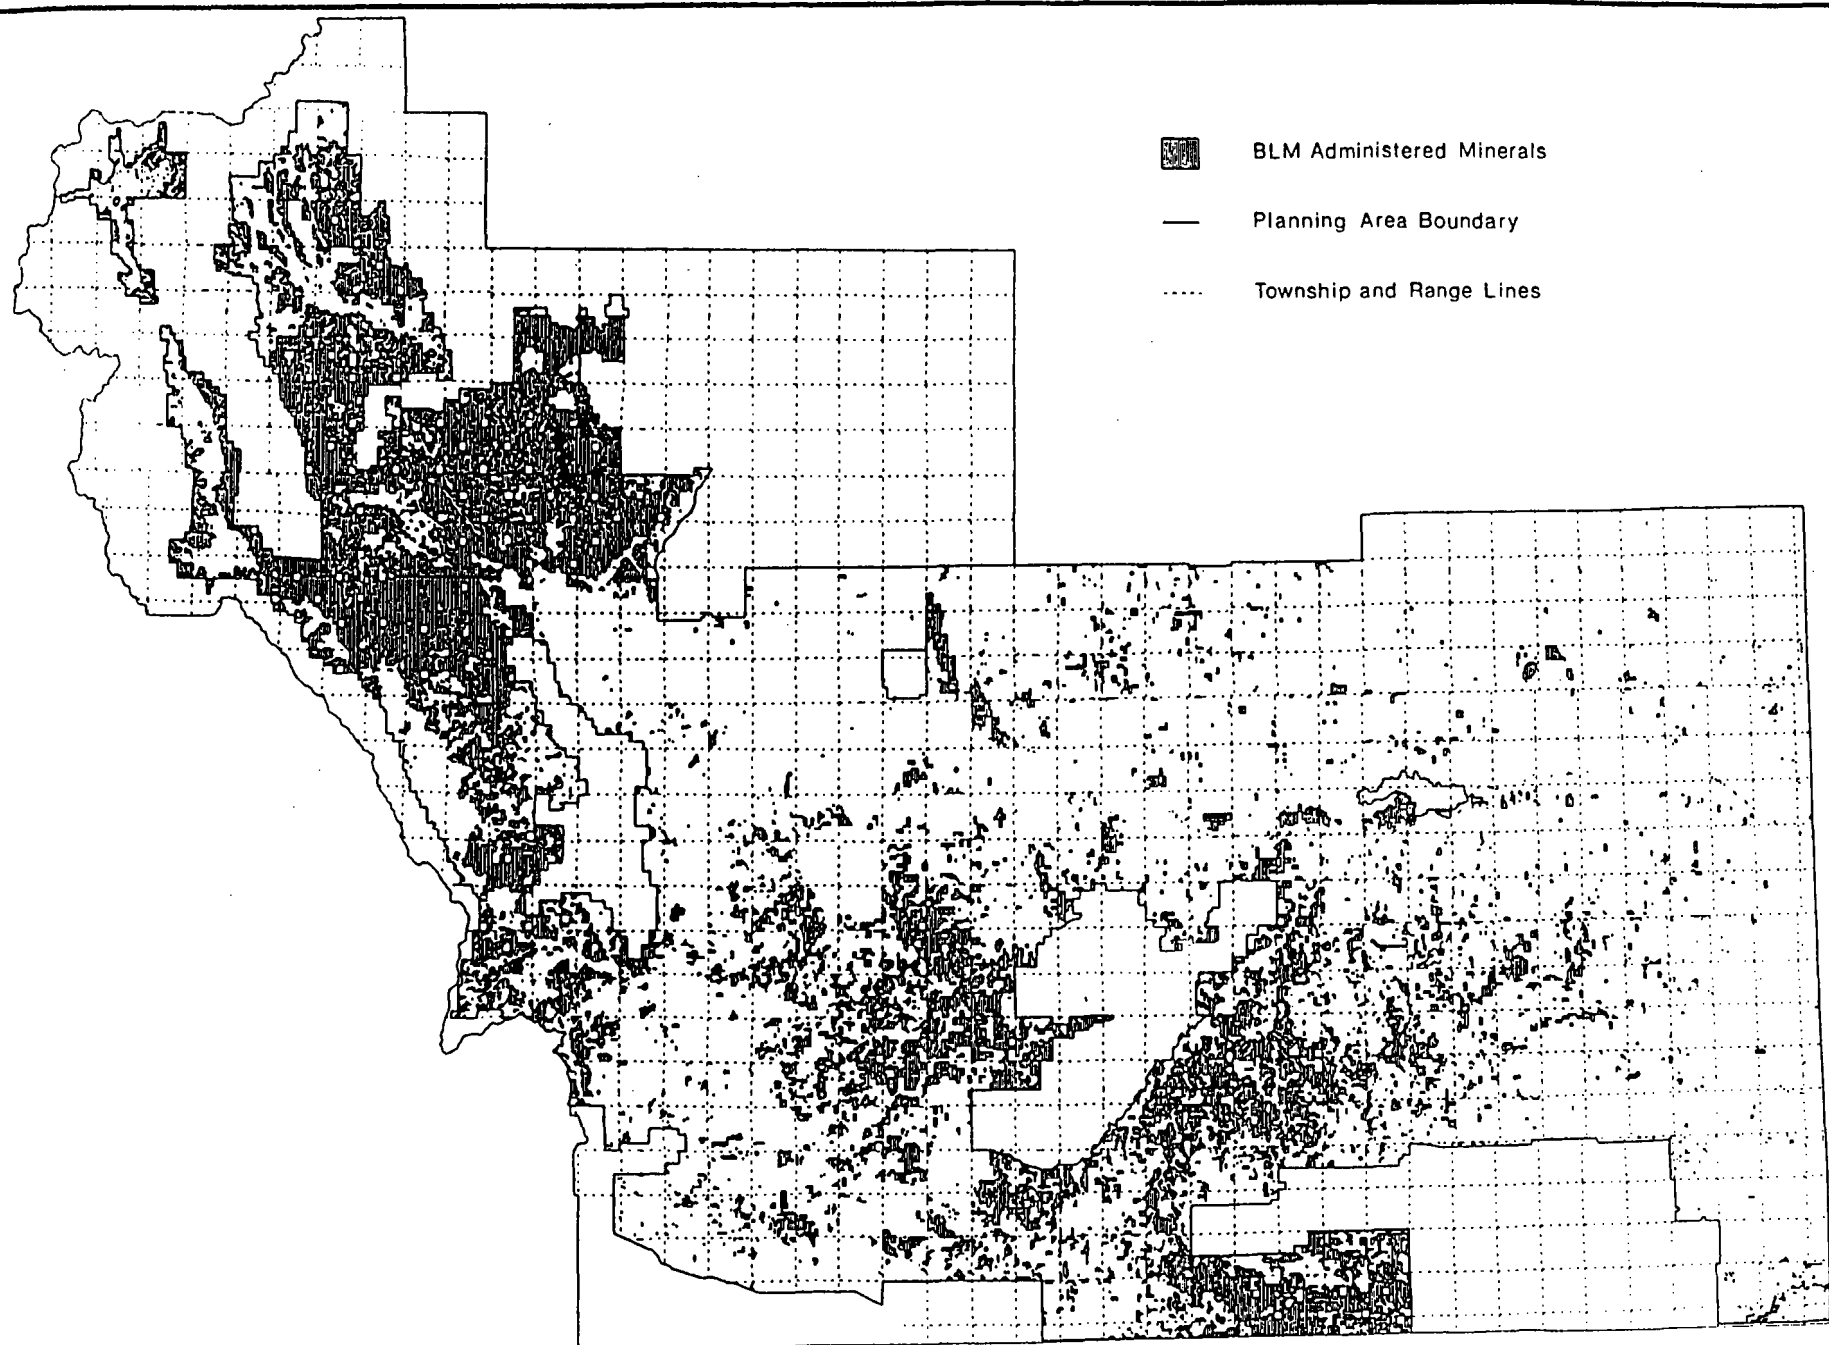 BLM Administered Minerals
Planning Area Boundary
Township and Range Lines